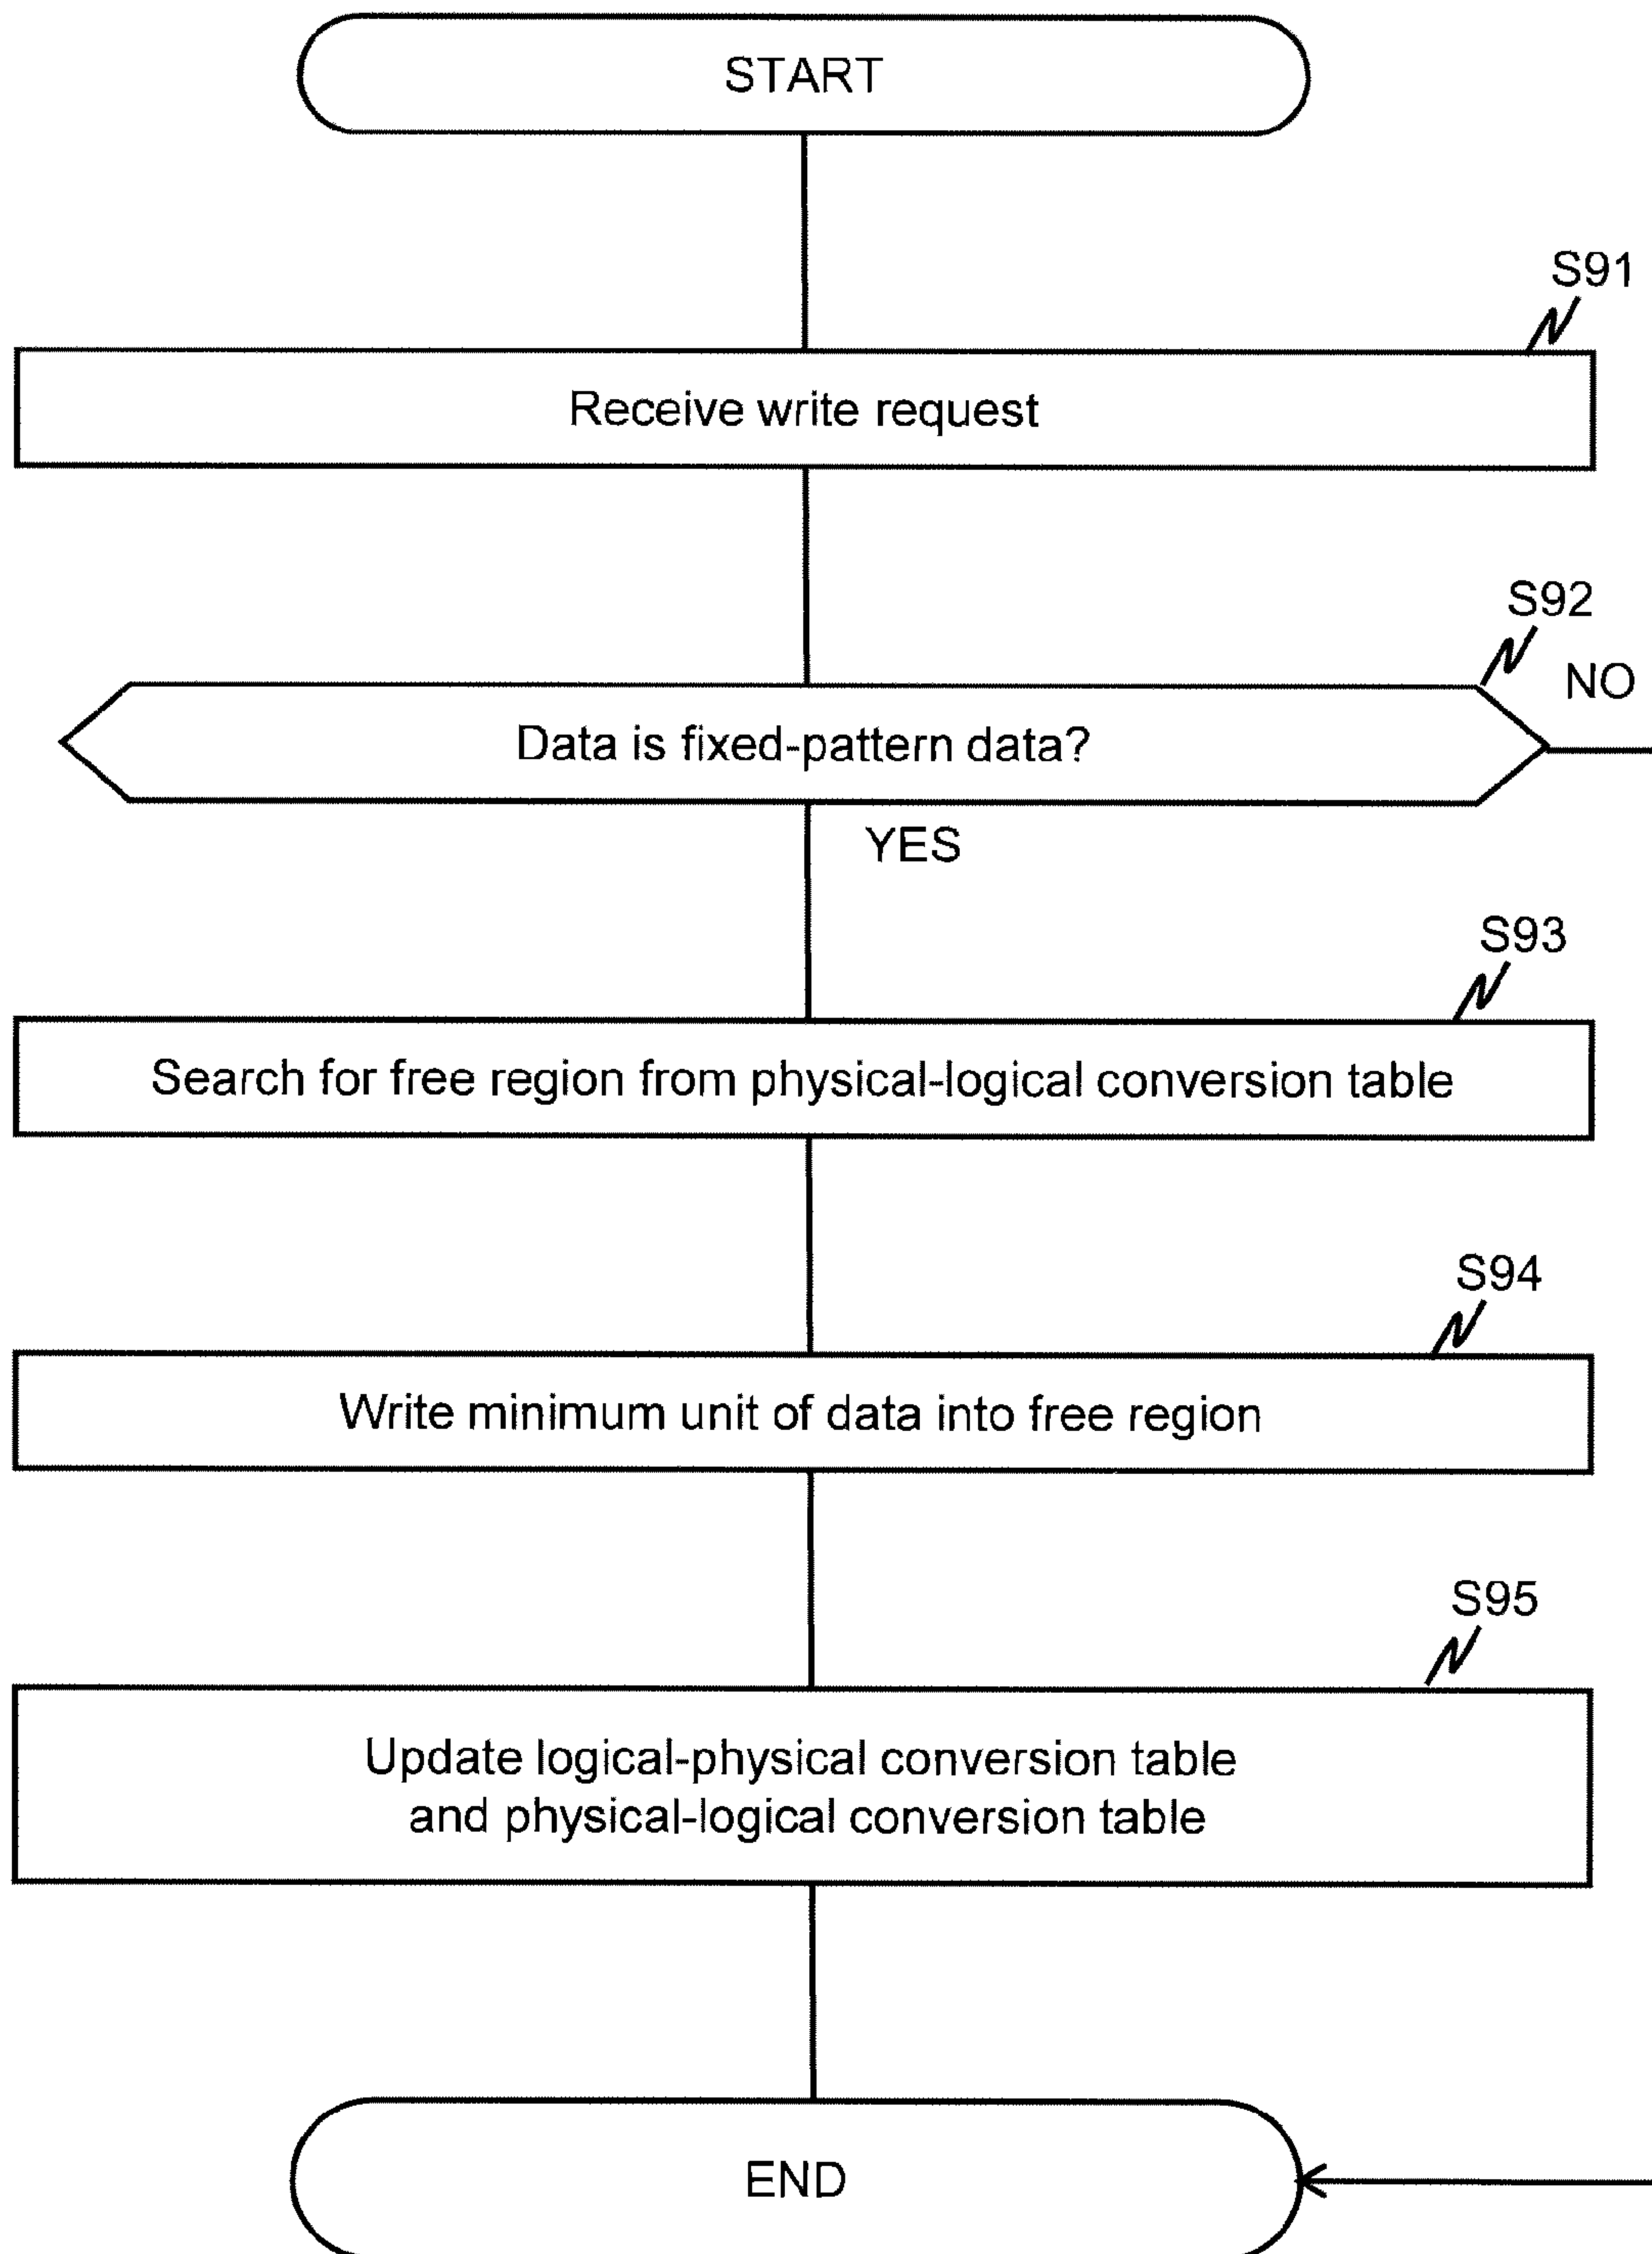 START
S91
Receive write request
S92
NO
Data is fixed-pattern data?
YES
S93
Search for free region from physical-logical conversion table
S94
Write minimum unit of data into free region
S95
Update logical-physical conversion table
and physical-logical conversion table
END